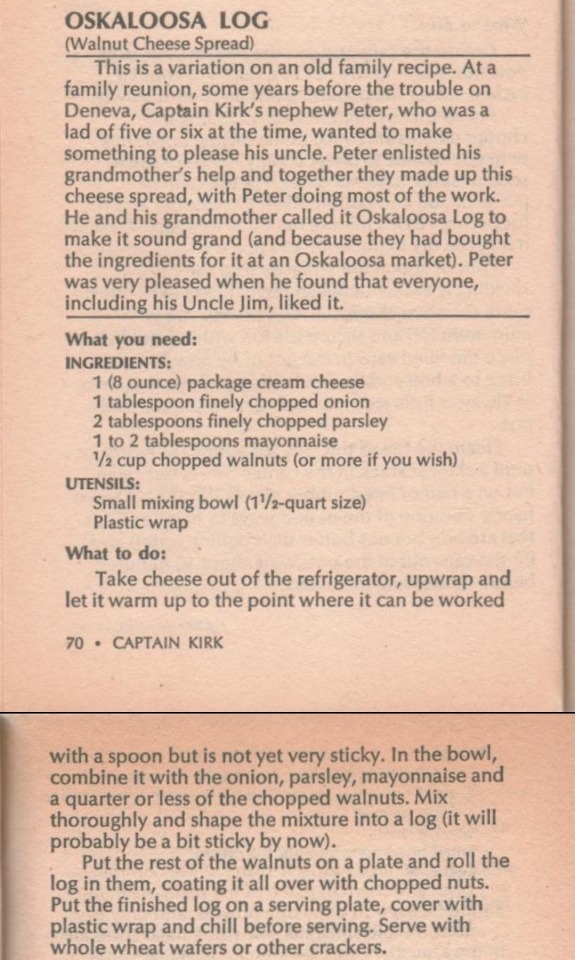 OSKALOOSA LOG
(Walnut Cheese Spread)
This is a variation on an old family recipe. At a
family reunion, some years before the trouble on
Deneva, Captain Kirk's nephew Peter, who was a
lad of five or six at the time, wanted to make
something to please his uncle. Peter enlisted his
grandmother's help and together they made up this
cheese spread, with Peter doing most of the work.
He and his grandmother called it Oskaloosa Log to
make it sound grand (and because they had bought
the ingredients for it at an Oskaloosa market). Peter
was very pleased when he found that everyone,
including his Uncle Jim, liked it.
What you need:
INGREDIENTS:
1 (8 ounce) package cream cheese
1 tablespoon finely chopped onion
2 tablespoons finely chopped parsley
1 to 2 tablespoons mayonnaise
1/2 cup chopped walnuts (or more if you wish)
UTENSILS:
Small mixing bowl (1 1/2-quart size)
Plastic wrap
What to do:
Take cheese out of the refrigerator, upwrap and
let it warm up to the point where it can be worked
70 • CAPTAIN KIRK
with a spoon but is not yet very sticky. In the bowl,
combine it with the onion, parsley, mayonnaise and
a quarter or less of the chopped walnuts. Mix
thoroughly and shape the mixture into a log (it will
probably be a bit sticky by now).
Put the rest of the walnuts on a plate and roll the
log in them, coating it all over with chopped nuts.
Put the finished log on a serving plate, cover with
plastic wrap and chill before serving. Serve with
whole wheat wafers or other crackers.